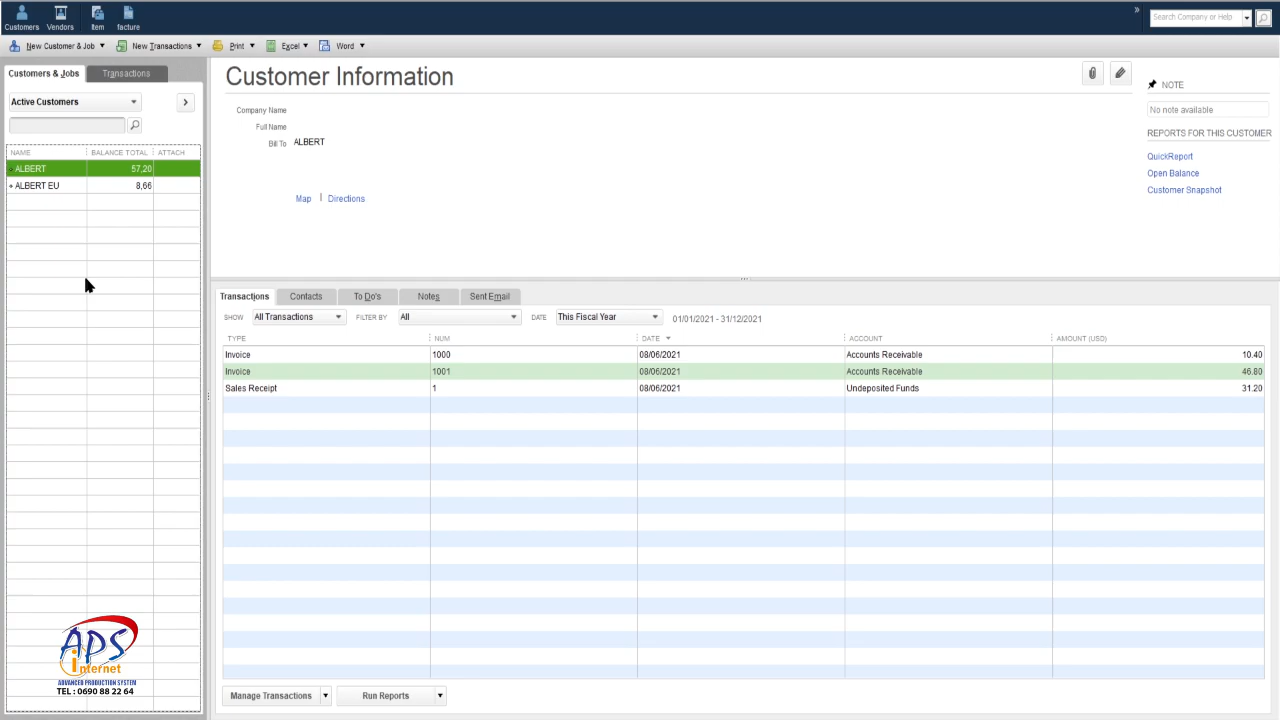 Customers Vendors Item facture
Search Company or Help
New Customer & Job New Transactions Print Excel Word
Customers & Jobs Transactions
Active Customers
NAME BALANCE TOTAL ATTACH
ALBERT 57,20
ALBERT EU 8,66
Customer Information
Company Name
Full Name
Bill To ALBERT
Map Directions
NOTE
No note available
REPORTS FOR THIS CUSTOMER
QuickReport
Open Balance
Customer Snapshot
Transactions Contacts To Do's Notes Sent Email
SHOW All Transactions FILTER BY All DATE This Fiscal Year 01/01/2021 - 31/12/2021
TYPE NUM DATE ACCOUNT AMOUNT (USD)
Invoice 1000 08/06/2021 Accounts Receivable 10.40
Invoice 1001 08/06/2021 Accounts Receivable 46.80
Sales Receipt 1 08/06/2021 Undeposited Funds 31.20
Manage Transactions Run Reports
APS
internet
ADVANCED PRODUCTION SYSTEM
TEL : 0690 88 22 64